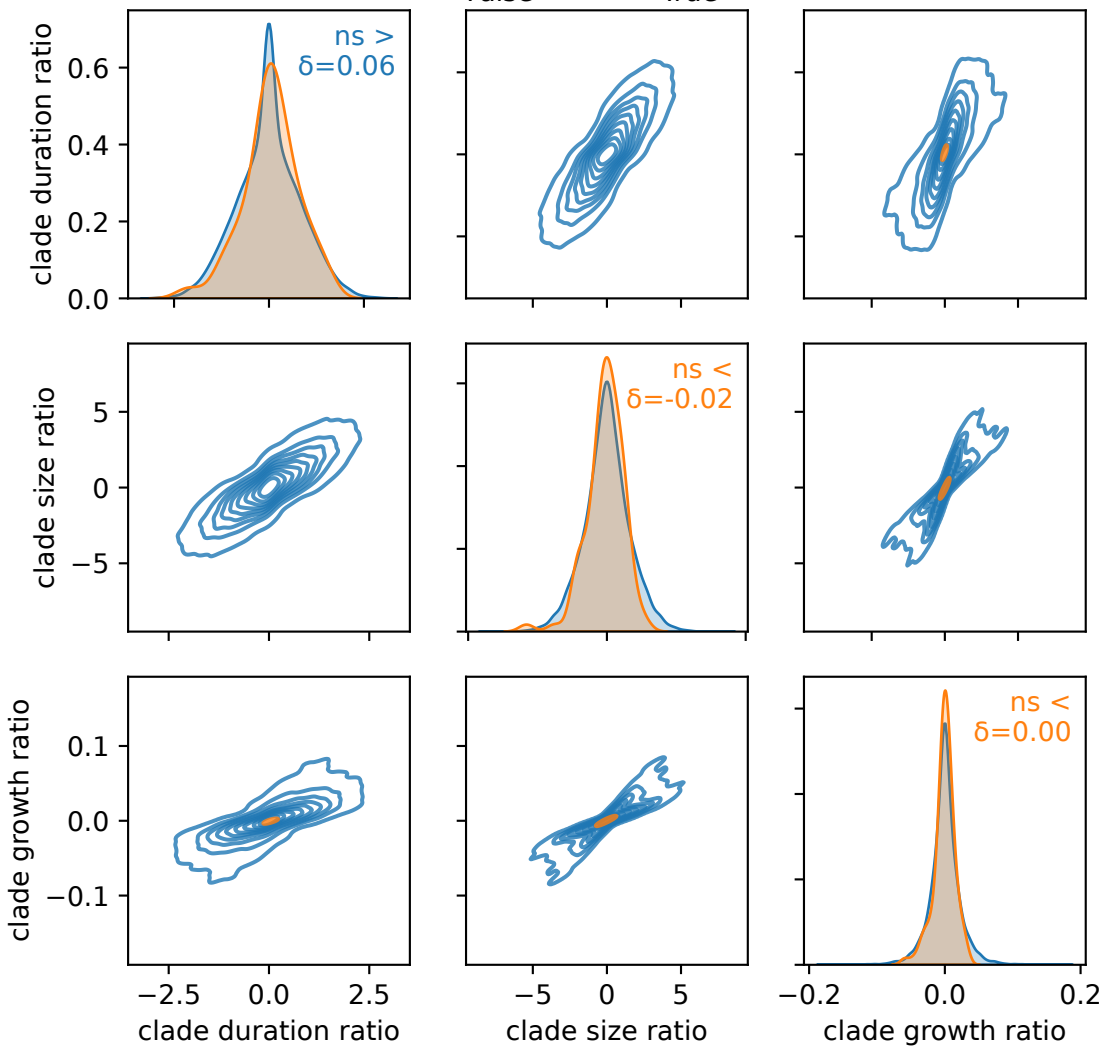 clade duration ratio
0.6
0.4
0.2
0.0
ns >
δ=0.06
clade size ratio
5
0
−5
ns <
δ=-0.02
clade growth ratio
0.1
0.0
−0.1
ns <
δ=0.00
−2.5 0.0 2.5
−5 0 5
−0.2 0.0 0.2
clade duration ratio
clade size ratio
clade growth ratio